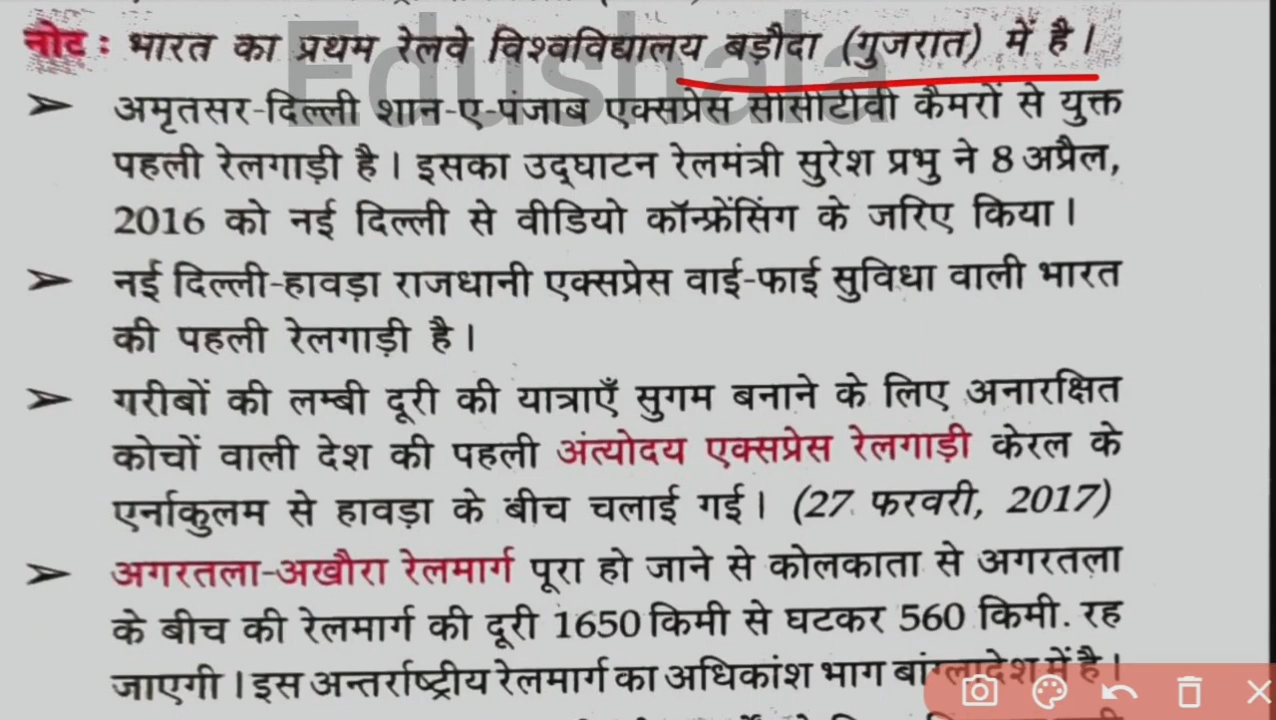 नोट : भारत का प्रथम रेलवे विश्वविद्यालय बड़ौदा (गुजरात) में है।
Edushala
➢ अमृतसर-दिल्ली शान-ए-पंजाब एक्सप्रेस सीसीटीवी कैमरों से युक्त
पहली रेलगाड़ी है। इसका उद्घाटन रेलमंत्री सुरेश प्रभु ने 8 अप्रैल,
2016 को नई दिल्ली से वीडियो कॉन्फ्रेंसिंग के जरिए किया।
➢ नई दिल्ली-हावड़ा राजधानी एक्सप्रेस वाई-फाई सुविधा वाली भारत
की पहली रेलगाड़ी है।
➢ गरीबों की लम्बी दूरी की यात्राएँ सुगम बनाने के लिए अनारक्षित
कोचों वाली देश की पहली अंत्योदय एक्सप्रेस रेलगाड़ी केरल के
एर्नाकुलम से हावड़ा के बीच चलाई गई। (27 फरवरी, 2017)
➢ अगरतला-अखौरा रेलमार्ग पूरा हो जाने से कोलकाता से अगरतला
के बीच की रेलमार्ग की दूरी 1650 किमी से घटकर 560 किमी. रह
जाएगी। इस अन्तर्राष्ट्रीय रेलमार्ग का अधिकांश भाग बांग्लादेश में है।